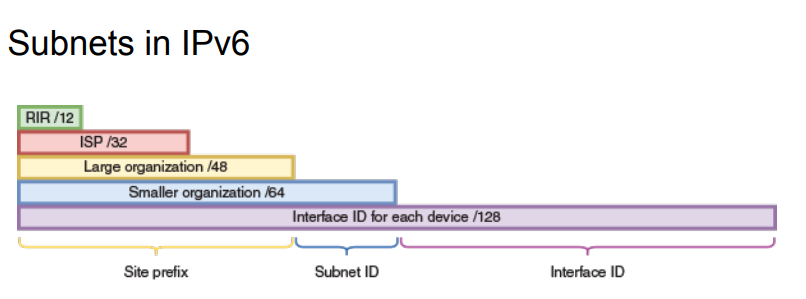 Subnets in IPv6
RIR /12
ISP /32
Large organization /48
Smaller organization /64
Interface ID for each device /128
Site prefix
Subnet ID
Interface ID